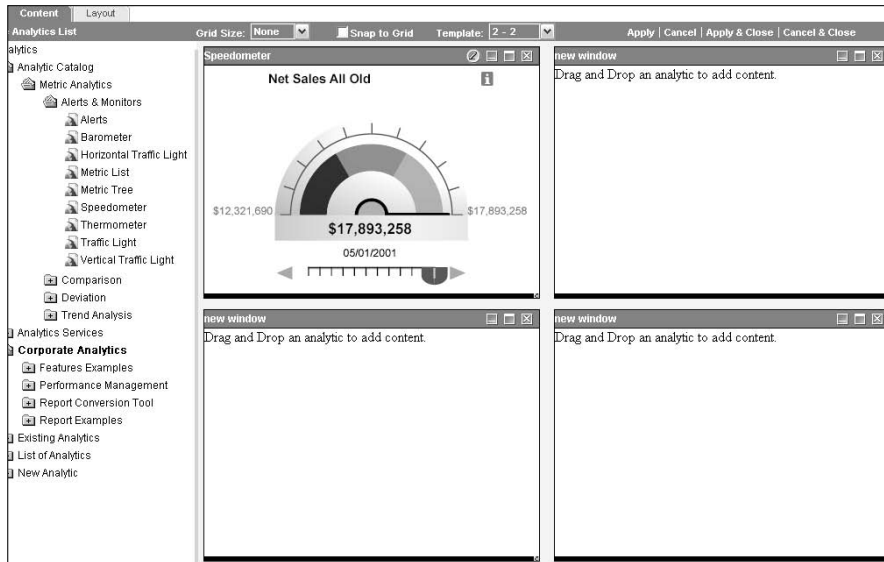 Content Layout
Analytics List Grid Size: None Snap to Grid Template: 2 - 2 Apply | Cancel | Apply & Close | Cancel & Close
alytics
Analytic Catalog
Metric Analytics
Alerts & Monitors
Alerts
Barometer
Horizontal Traffic Light
Metric List
Metric Tree
Speedometer
Thermometer
Traffic Light
Vertical Traffic Light
Comparison
Deviation
Trend Analysis
Analytics Services
Corporate Analytics
Features Examples
Performance Management
Report Conversion Tool
Report Examples
Existing Analytics
List of Analytics
New Analytic
Speedometer
Net Sales All Old
i
$12,321,690 $17,893,258
$17,893,258
05/01/2001
new window
Drag and Drop an analytic to add content.
new window
Drag and Drop an analytic to add content.
new window
Drag and Drop an analytic to add content.